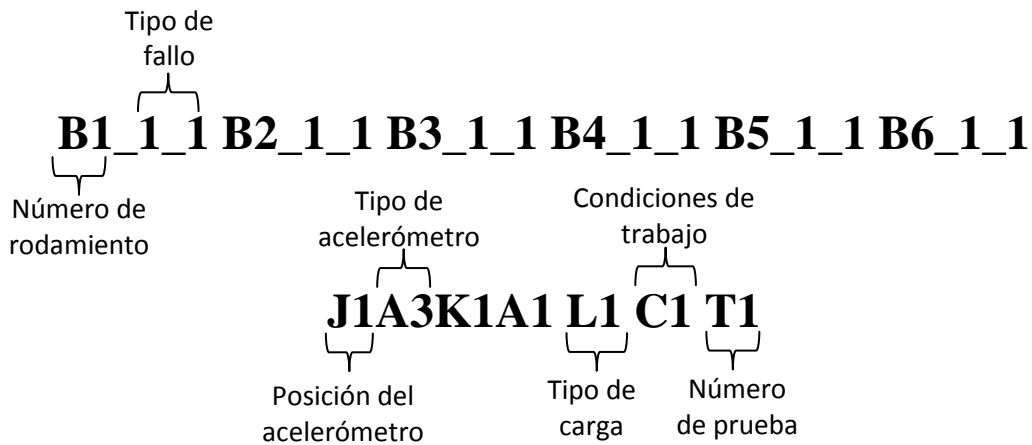 Tipo de
fallo
B1_1_1 B2_1_1 B3_1_1 B4_1_1 B5_1_1 B6_1_1
Número de
rodamiento
Tipo de
acelerómetro
Condiciones de
trabajo
J1A3K1A1 L1 C1 T1
Posición del
acelerómetro
Tipo de
carga
Número
de prueba